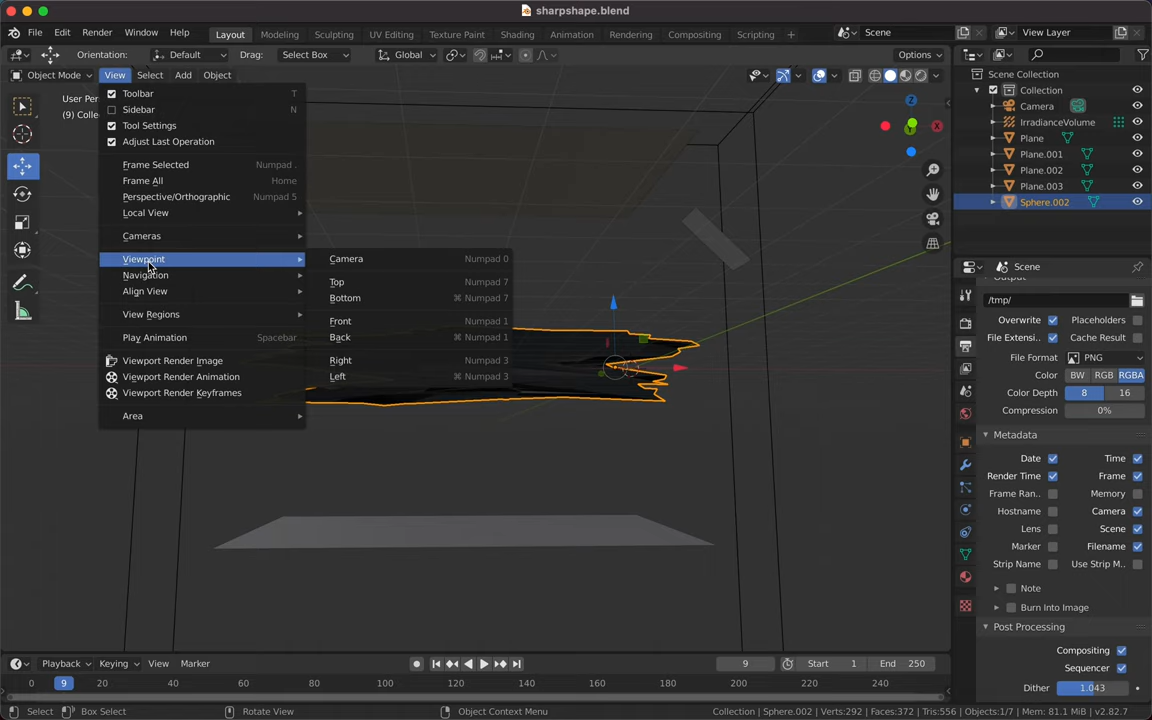 sharpshape.blend
File Edit Render Window Help Layout Modeling Sculpting UV Editing Texture Paint Shading Animation Rendering Compositing Scripting + Scene View Layer
Orientation: Default Drag: Select Box Global Options
Object Mode View Select Add Object
User Per
(9) Colle
Toolbar T
Sidebar N
Tool Settings
Adjust Last Operation
Frame Selected Numpad .
Frame All Home
Perspective/Orthographic Numpad 5
Local View
Cameras
Viewpoint
Navigation
Align View
View Regions
Play Animation Spacebar
Viewport Render Image
Viewport Render Animation
Viewport Render Keyframes
Area
Camera Numpad 0
Top Numpad 7
Bottom ⌘ Numpad 7
Front Numpad 1
Back ⌘ Numpad 1
Right Numpad 3
Left ⌘ Numpad 3
Z
X
Y
Scene Collection
Collection
Camera
IrradianceVolume
Plane
Plane.001
Plane.002
Plane.003
Sphere.002
Scene
Output
/tmp/
Overwrite Placeholders
File Extensi.. Cache Result
File Format PNG
Color BW RGB RGBA
Color Depth 8 16
Compression 0%
Metadata
Date Time
Render Time Frame
Frame Ran.. Memory
Hostname Camera
Lens Scene
Marker Filename
Strip Name Use Strip M..
Note
Burn Into Image
Post Processing
Compositing
Sequencer
Dither 1.043
Playback Keying View Marker 9 Start 1 End 250
0 9 20 40 60 80 100 120 140 160 180 200 220 240
Select Box Select Rotate View Object Context Menu Collection | Sphere.002 | Verts:292 | Faces:372 | Tris:556 | Objects:1/7 | Mem: 81.1 MiB | v2.82.7